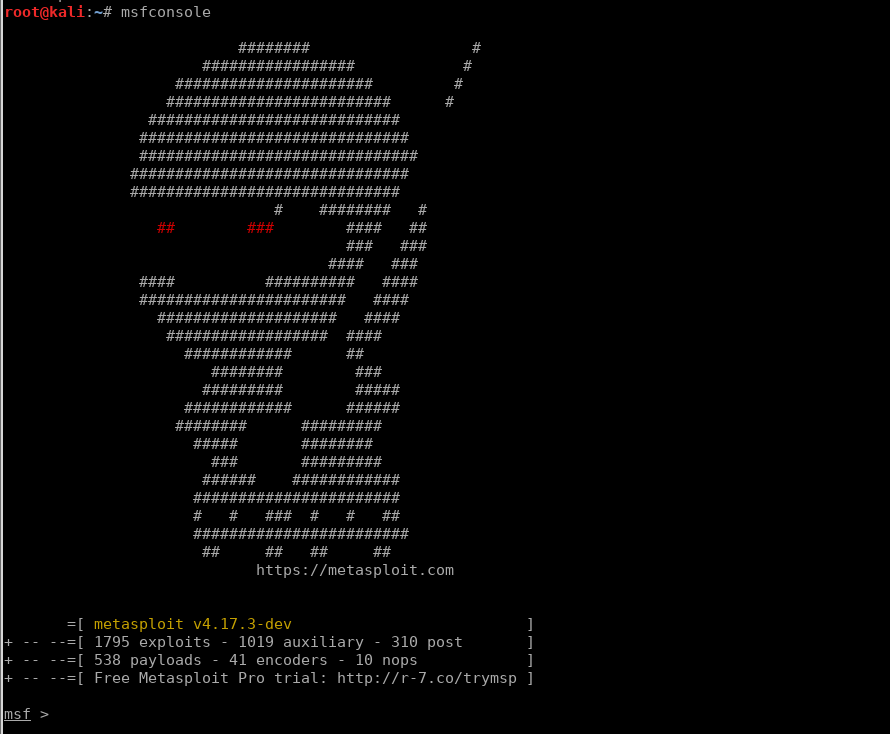 root@kali:~# msfconsole
                          ########                  #
                      #################            #
                   ######################         #
                  #########################      #
                ############################
               ##############################
               ###############################
              ###############################
              ##############################
                              #    ########   #
                 ##        ###        ####   ##
                                      ###   ###
                                    ####   ###
               ####          ##########   ####
               #######################   ####
                 ####################   ####
                  ##################  ####
                    ############      ##
                       ########        ###
                      #########        #####
                    ############      ######
                   ########      #########
                     #####       ########
                       ###       #########
                      ######    ############
                     #######################
                     #   #   ###  #   #   ##
                     ########################
                      ##     ##   ##     ##
                            https://metasploit.com
       =[ metasploit v4.17.3-dev                          ]
+ -- --=[ 1795 exploits - 1019 auxiliary - 310 post       ]
+ -- --=[ 538 payloads - 41 encoders - 10 nops            ]
+ -- --=[ Free Metasploit Pro trial: http://r-7.co/trymsp ]
msf >